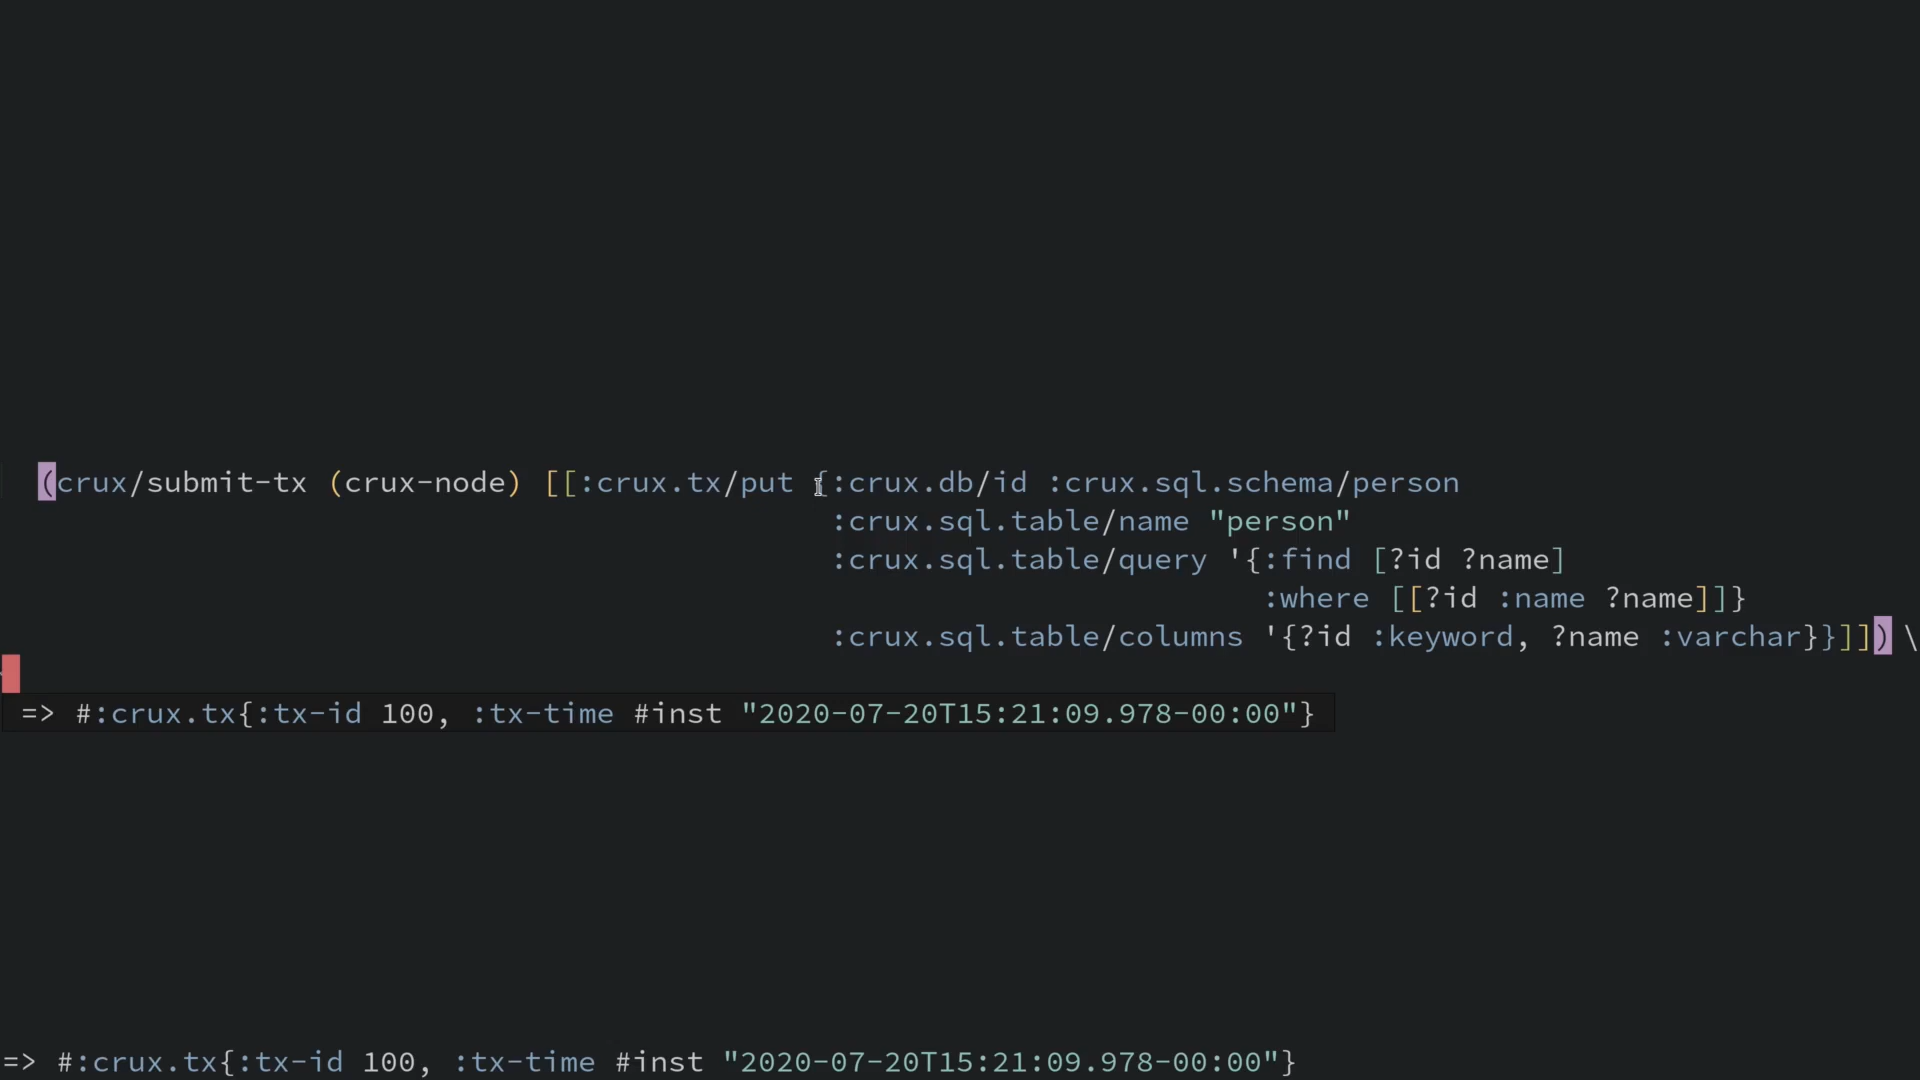 (crux/submit-tx (crux-node) [[:crux.tx/put {:crux.db/id :crux.sql.schema/person
:crux.sql.table/name "person"
:crux.sql.table/query '{:find [?id ?name]
:where [[?id :name ?name]]}
:crux.sql.table/columns '{?id :keyword, ?name :varchar}}]]) \
=> #:crux.tx{:tx-id 100, :tx-time #inst "2020-07-20T15:21:09.978-00:00"}
=> #:crux.tx{:tx-id 100, :tx-time #inst "2020-07-20T15:21:09.978-00:00"}